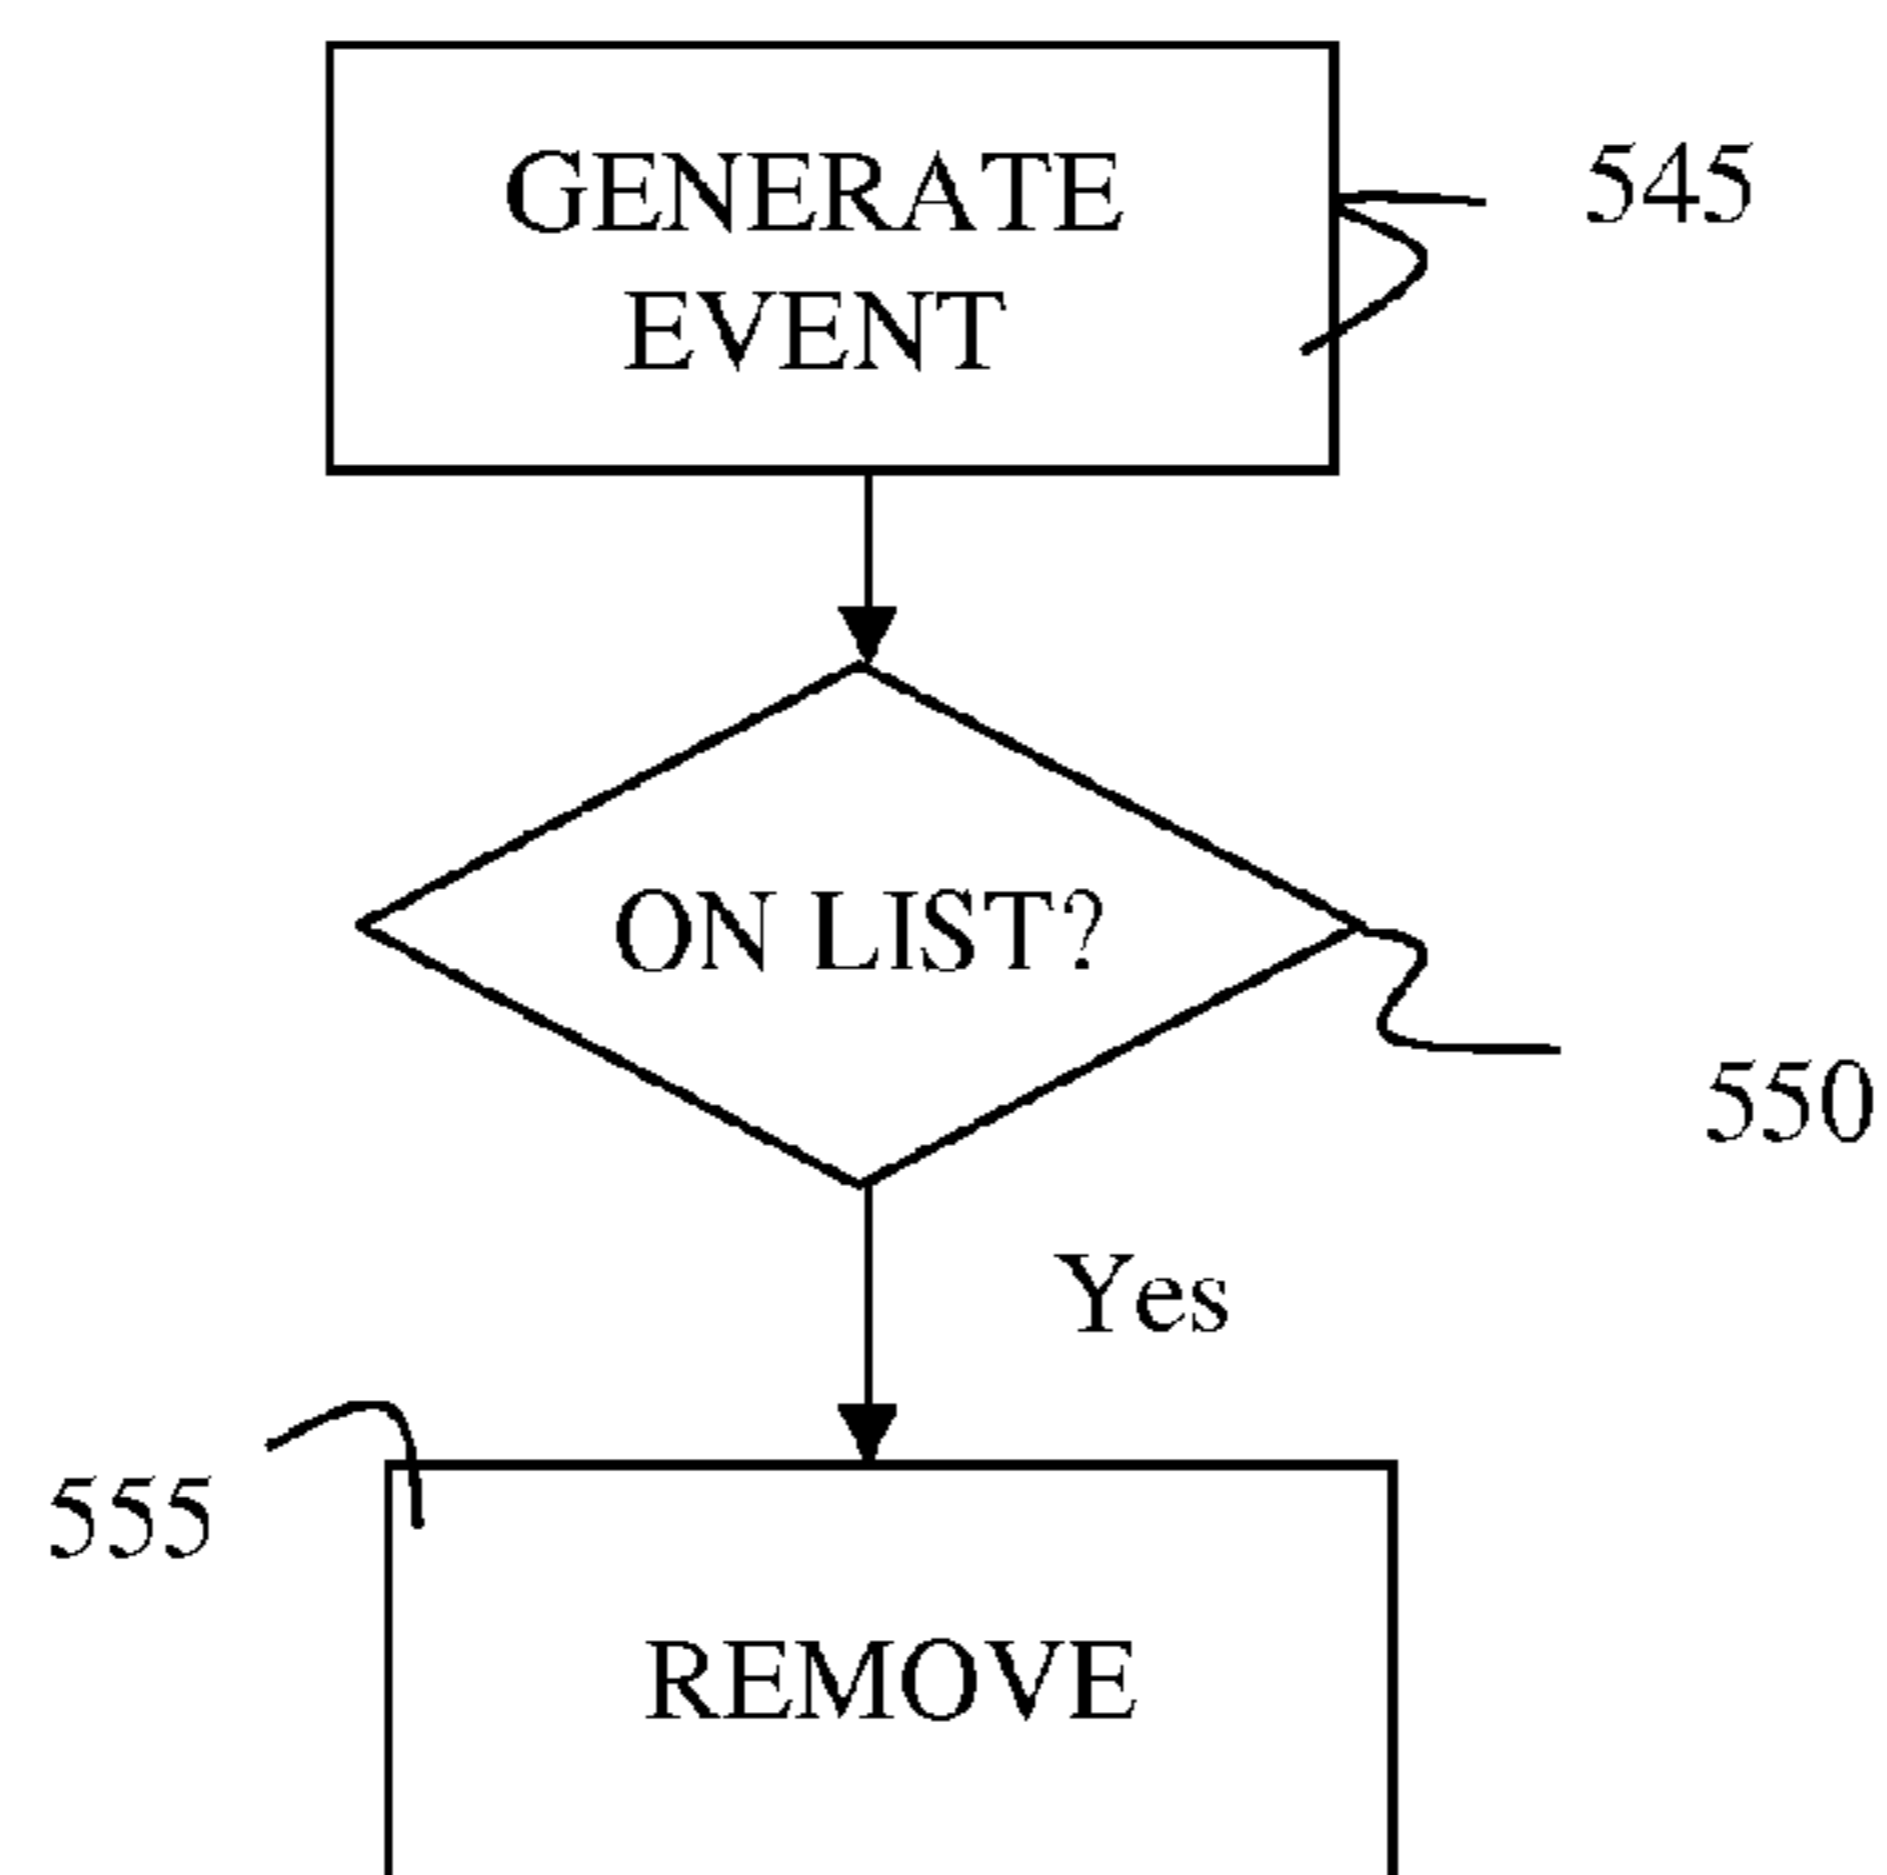 GENERATE
EVENT
545
ON LIST?
550
Yes
555
REMOVE